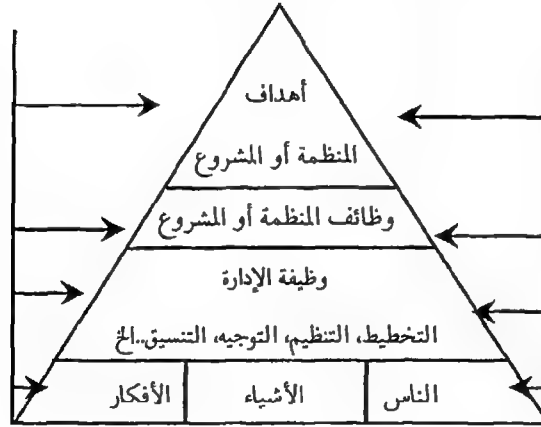 أهداف
المنظمة أو المشروع
وظائف المنظمة أو المشروع
وظيفة الإدارة
التخطيط، التنظيم، التوجيه، التنسيق..الخ
الناس
الأشياء
الأفكار